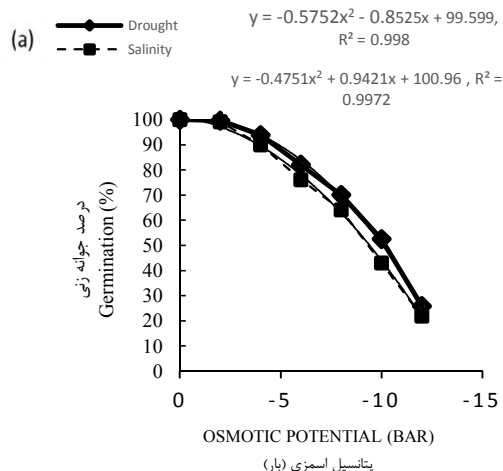 (a)
Drought
Salinity
y = -0.5752x² - 0.8525x + 99.599,
R² = 0.998
y = -0.4751x² + 0.9421x + 100.96 , R² =
0.9972
درصد جوانه زنی
Germination (%)
100
90
80
70
60
50
40
30
20
10
0
0
-5
-10
-15
OSMOTIC POTENTIAL (BAR)
پتانسیل اسمزی (بار)